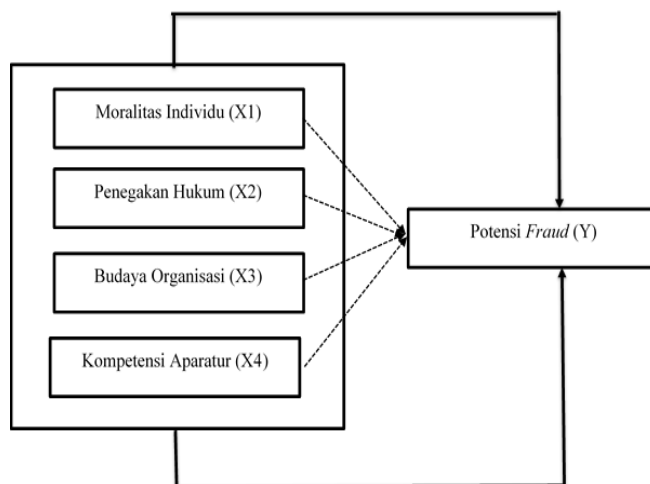 Moralitas Individu (X1)
Penegakan Hukum (X2)
Potensi Fraud (Y)
Budaya Organisasi (X3)
Kompetensi Aparatur (X4)